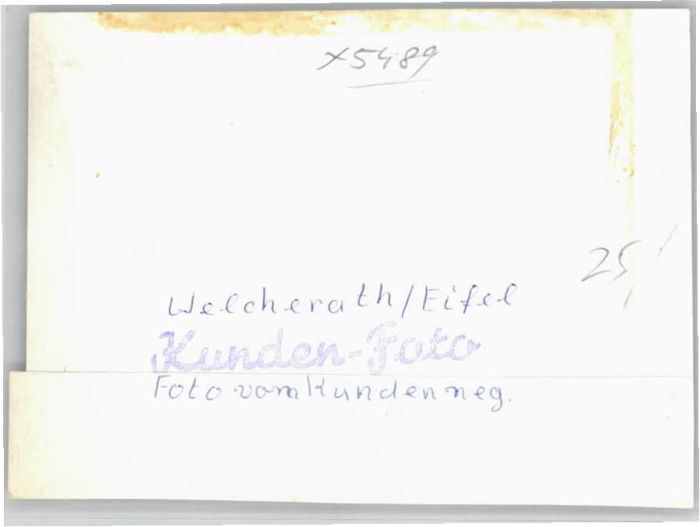 x5489
25/
Welcherath/Eifel
Kunden-Foto
Foto vom Kundenneg.